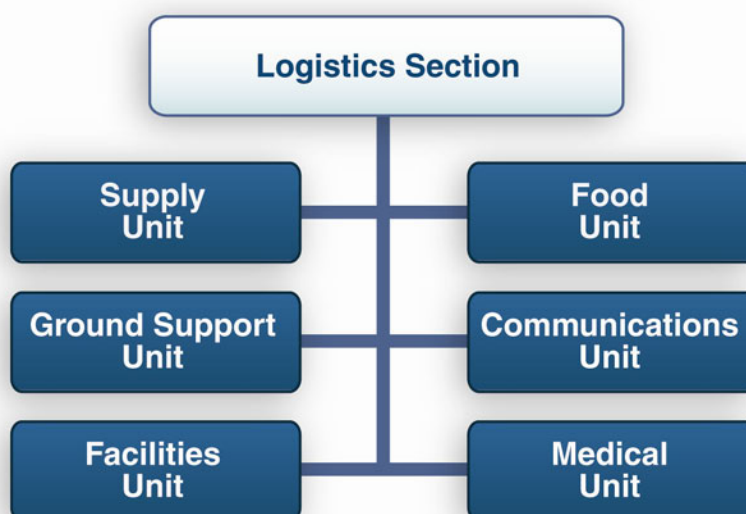 Logistics Section
Supply
Unit
Food
Unit
Ground Support
Unit
Communications
Unit
Facilities
Unit
Medical
Unit